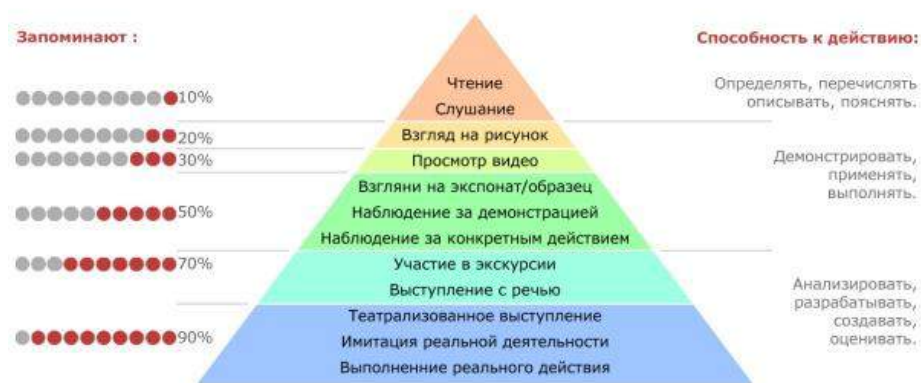 Запоминают :
10%
20%
30%
50%
70%
90%
Чтение
Слушание
Взгляд на рисунок
Просмотр видео
Взгляни на экспонат/образец
Наблюдение за демонстрацией
Наблюдение за конкретным действием
Участие в экскурсии
Выступление с речью
Театрализованное выступление
Имитация реальной деятельности
Выполненние реального действия
Способность к действию:
Определять, перечислять
описывать, пояснять.
Демонстрировать,
применять,
выполнять.
Анализировать,
разрабатывать,
создавать,
оценивать.